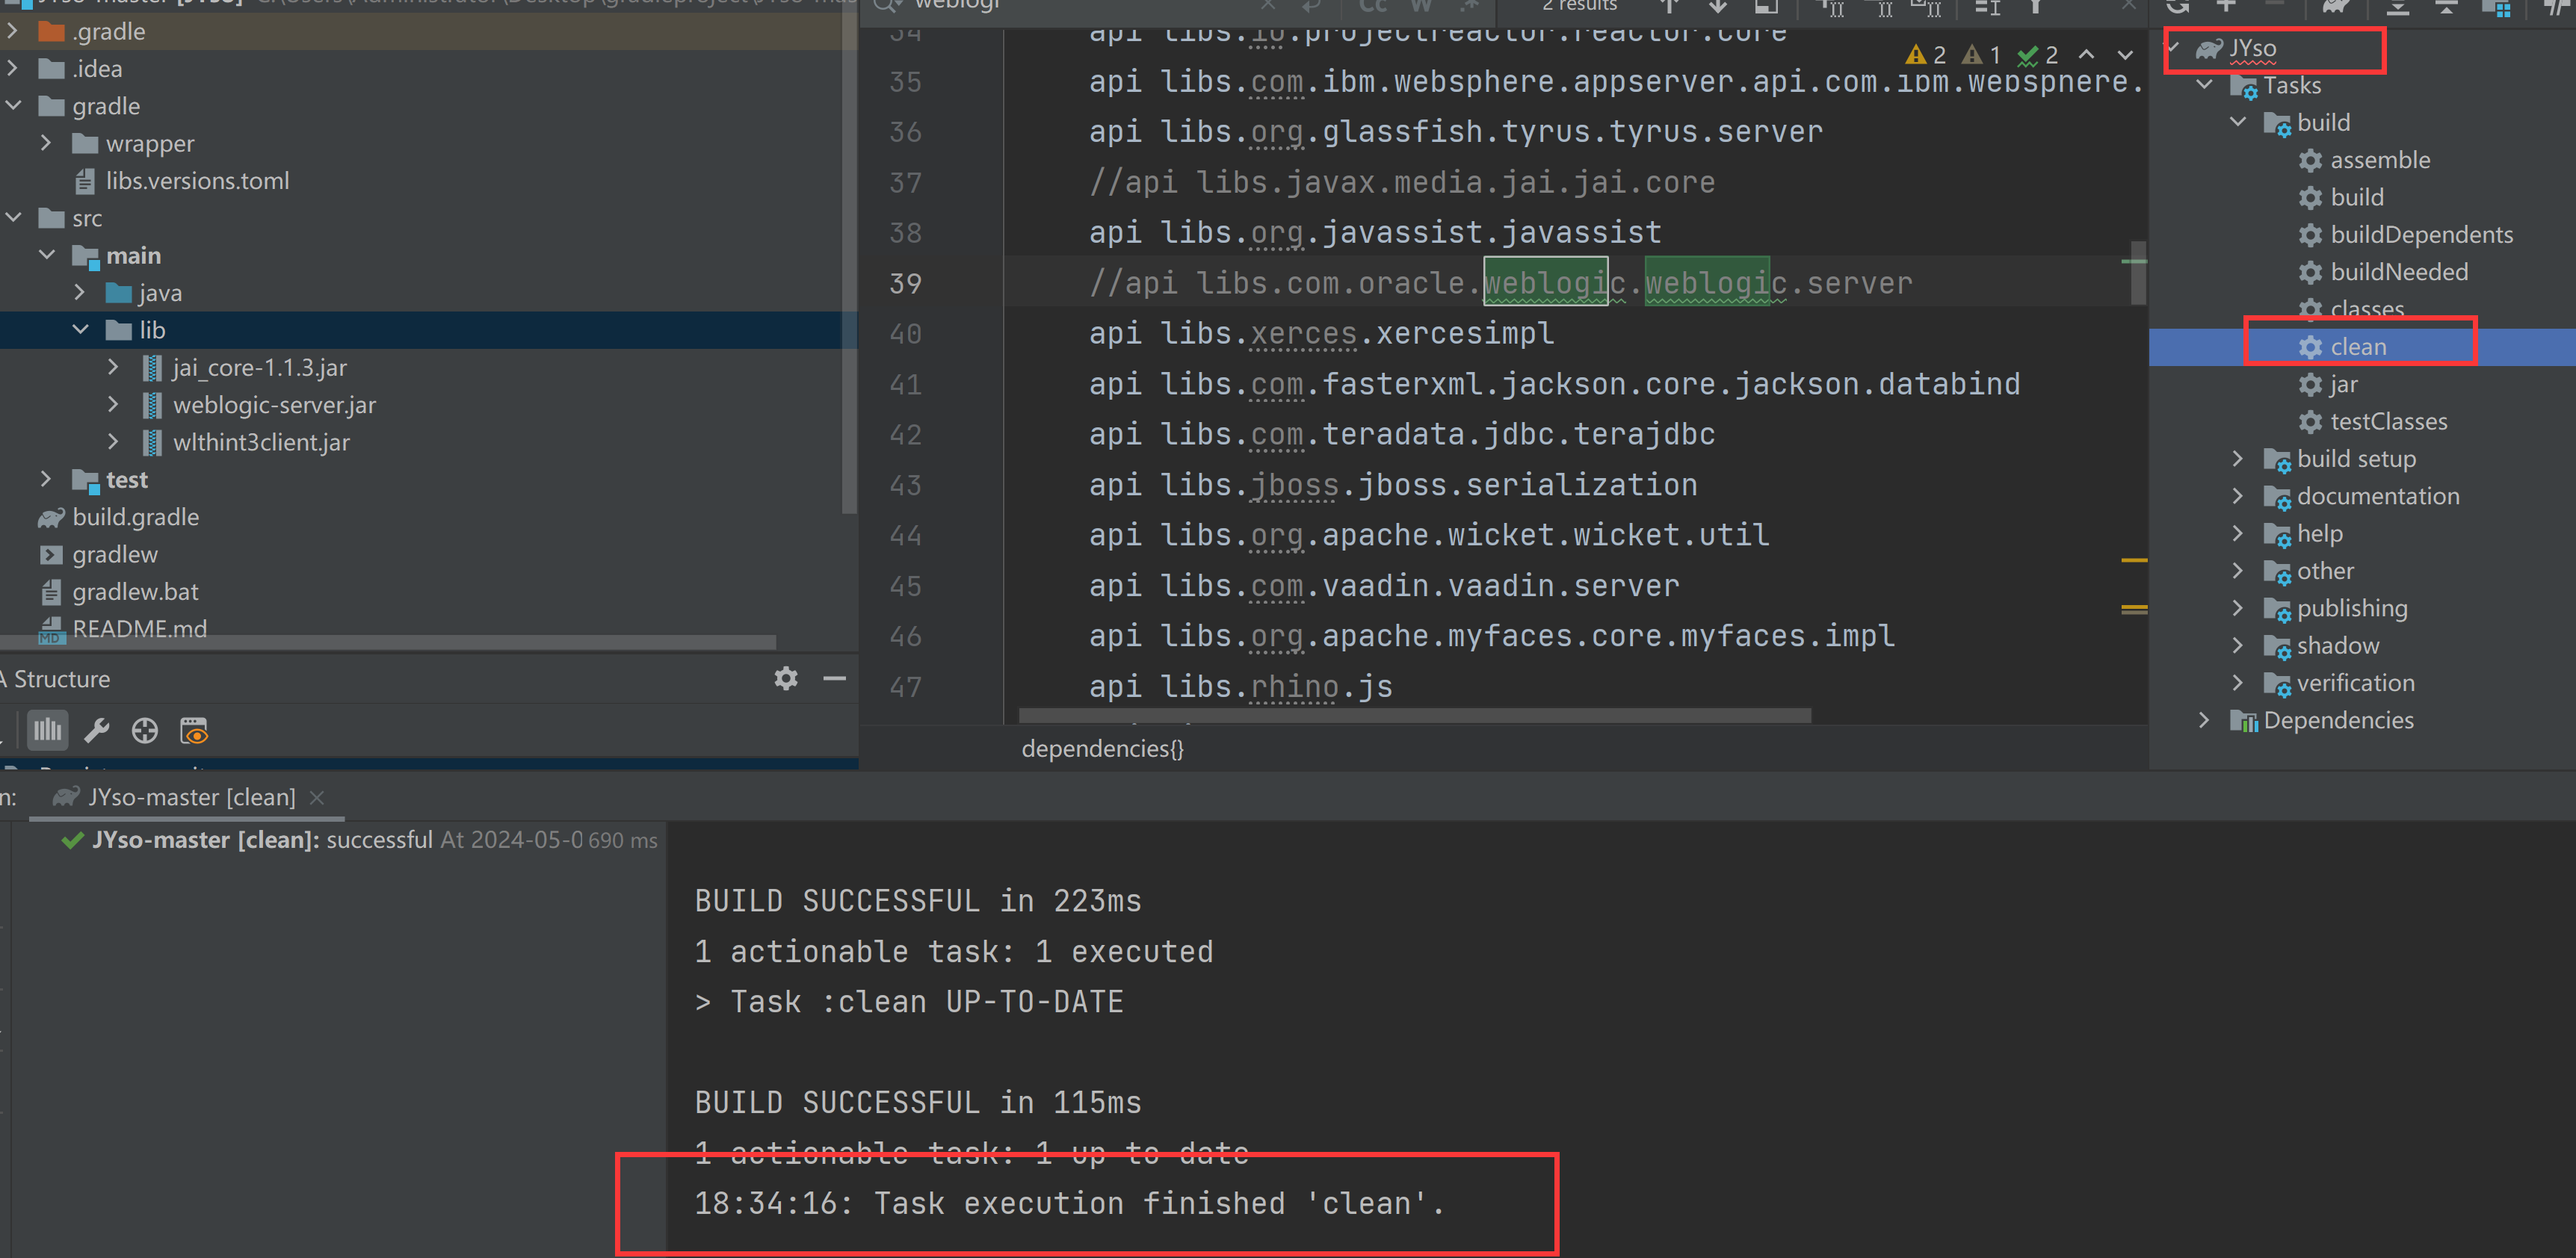 .gradle
.idea
gradle
wrapper
libs.versions.toml
src
main
java
lib
jai_core-1.1.3.jar
weblogic-server.jar
wlthint3client.jar
test
build.gradle
gradlew
gradlew.bat
README.md
Structure
weblogi
Cc W .*
2 results
2 1 2
34 api libs.io.projectreactor.reactor.core
35 api libs.com.ibm.websphere.appserver.api.com.ibm.websphere.
36 api libs.org.glassfish.tyrus.tyrus.server
37 //api libs.javax.media.jai.jai.core
38 api libs.org.javassist.javassist
39 //api libs.com.oracle.weblogic.weblogic.server
40 api libs.xerces.xercesimpl
41 api libs.com.fasterxml.jackson.core.jackson.databind
42 api libs.com.teradata.jdbc.terajdbc
43 api libs.jboss.jboss.serialization
44 api libs.org.apache.wicket.wicket.util
45 api libs.com.vaadin.vaadin.server
46 api libs.org.apache.myfaces.core.myfaces.impl
47 api libs.rhino.js
dependencies{}
JYso
Tasks
build
assemble
build
buildDependents
buildNeeded
classes
clean
jar
testClasses
build setup
documentation
help
other
publishing
shadow
verification
Dependencies
n: JYso-master [clean]
JYso-master [clean]: successful At 2024-05-0 690 ms
BUILD SUCCESSFUL in 223ms
1 actionable task: 1 executed
> Task :clean UP-TO-DATE
BUILD SUCCESSFUL in 115ms
1 actionable task: 1 up-to-date
18:34:16: Task execution finished 'clean'.